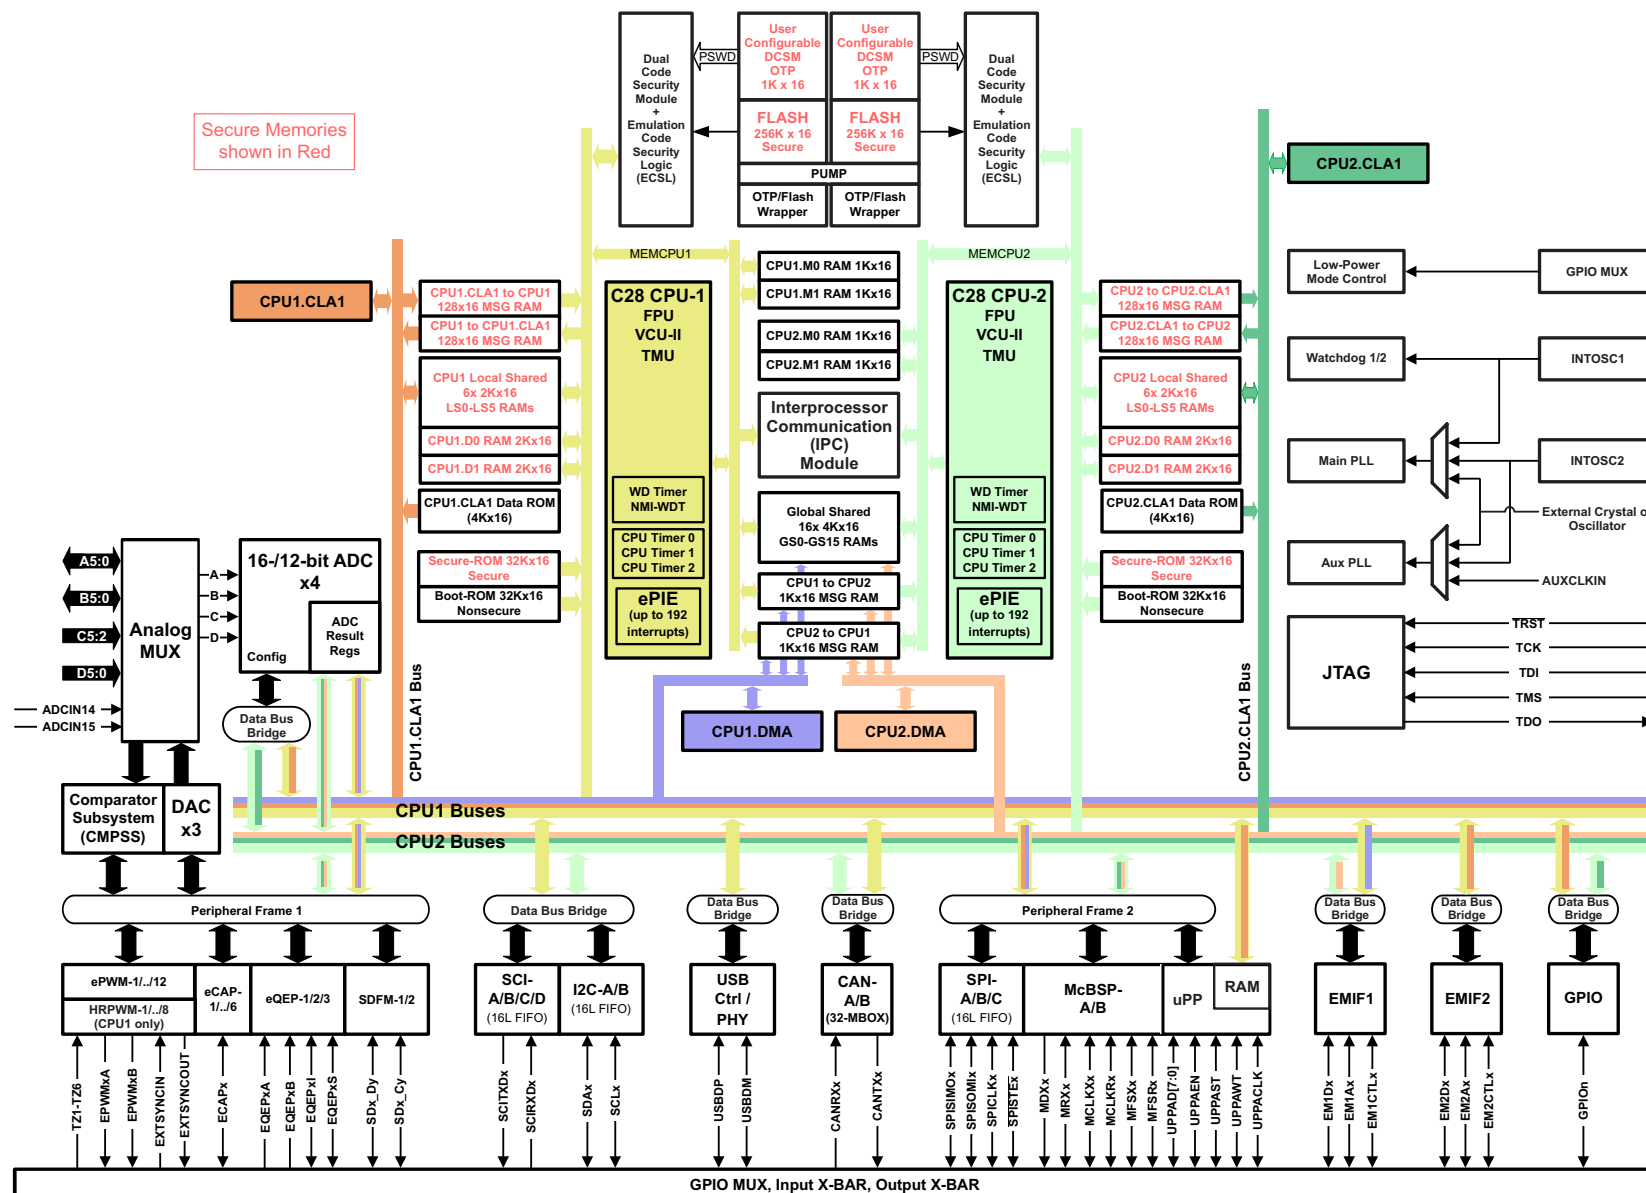 Secure Memories
shown in Red
Dual
Code
Security
Module
+
Emulation
Code
Security
Logic
(ECSL)
PSWD
User
Configurable
DCSM
OTP
1K x 16
User
Configurable
DCSM
OTP
1K x 16
PSWD
Dual
Code
Security
Module
+
Emulation
Code
Security
Logic
(ECSL)
FLASH
256K x 16
Secure
FLASH
256K x 16
Secure
PUMP
OTP/Flash
Wrapper
OTP/Flash
Wrapper
CPU2.CLA1
MEMCPU1
MEMCPU2
CPU1.CLA1
CPU1.CLA1 to CPU1
128x16 MSG RAM
CPU1 to CPU1.CLA1
128x16 MSG RAM
CPU1 Local Shared
6x 2Kx16
LS0-LS5 RAMs
CPU1.D0 RAM 2Kx16
CPU1.D1 RAM 2Kx16
CPU1.CLA1 Data ROM
(4Kx16)
Secure-ROM 32Kx16
Secure
Boot-ROM 32Kx16
Nonsecure
C28 CPU-1
FPU
VCU-II
TMU
WD Timer
NMI-WDT
CPU Timer 0
CPU Timer 1
CPU Timer 2
ePIE
(up to 192
interrupts)
CPU1.M0 RAM 1Kx16
CPU1.M1 RAM 1Kx16
CPU2.M0 RAM 1Kx16
CPU2.M1 RAM 1Kx16
Interprocessor
Communication
(IPC)
Module
Global Shared
16x 4Kx16
GS0-GS15 RAMs
CPU1 to CPU2
1Kx16 MSG RAM
CPU2 to CPU1
1Kx16 MSG RAM
C28 CPU-2
FPU
VCU-II
TMU
WD Timer
NMI-WDT
CPU Timer 0
CPU Timer 1
CPU Timer 2
ePIE
(up to 192
interrupts)
CPU2 to CPU2.CLA1
128x16 MSG RAM
CPU2.CLA1 to CPU2
128x16 MSG RAM
CPU2 Local Shared
6x 2Kx16
LS0-LS5 RAMs
CPU2.D0 RAM 2Kx16
CPU2.D1 RAM 2Kx16
CPU2.CLA1 Data ROM
(4Kx16)
Secure-ROM 32Kx16
Secure
Boot-ROM 32Kx16
Nonsecure
Low-Power
Mode Control
GPIO MUX
Watchdog 1/2
INTOSC1
Main PLL
INTOSC2
External Crystal o
Oscillator
Aux PLL
AUXCLKIN
JTAG
TRST
TCK
TDI
TMS
TDO
A5:0
B5:0
C5:2
D5:0
ADCIN14
ADCIN15
Analog
MUX
A
B
C
D
16-/12-bit ADC
x4
Config
ADC
Result
Regs
Data Bus
Bridge
CPU1.CLA1 Bus
CPU2.CLA1 Bus
CPU1.DMA
CPU2.DMA
Comparator
Subsystem
(CMPSS)
DAC
x3
CPU1 Buses
CPU2 Buses
Peripheral Frame 1
Data Bus Bridge
Data Bus
Bridge
Data Bus
Bridge
Peripheral Frame 2
Data Bus
Bridge
Data Bus
Bridge
Data Bus
Bridge
ePWM-1/../12
HRPWM-1/../8
(CPU1 only)
eCAP-
1/../6
eQEP-1/2/3
SDFM-1/2
SCI-
A/B/C/D
(16L FIFO)
I2C-A/B
(16L FIFO)
USB
Ctrl /
PHY
CAN-
A/B
(32-MBOX)
SPI-
A/B/C
(16L FIFO)
McBSP-
A/B
uPP
RAM
EMIF1
EMIF2
GPIO
TZ1-TZ6
EPWMxA
EPWMxB
EXTSYNCIN
EXTSYNCOUT
ECAPx
EQEPxA
EQEPxB
EQEPxI
EQEPxS
SDx_Dy
SDx_Cy
SCITXDx
SCIRXDx
SDAx
SCLx
USBDP
USBDM
CANRXx
CANTXx
SPISIMOx
SPISOMIx
SPICLKx
SPISTEx
MDXx
MRXx
MCLKXx
MCLKRx
MFSXx
MFSRx
UPPAD[7:0]
UPPAEN
UPPAST
UPPAWT
UPPACLK
EM1Dx
EM1Ax
EM1CTLx
EM2Dx
EM2Ax
EM2CTLx
GPIOn
GPIO MUX, Input X-BAR, Output X-BAR